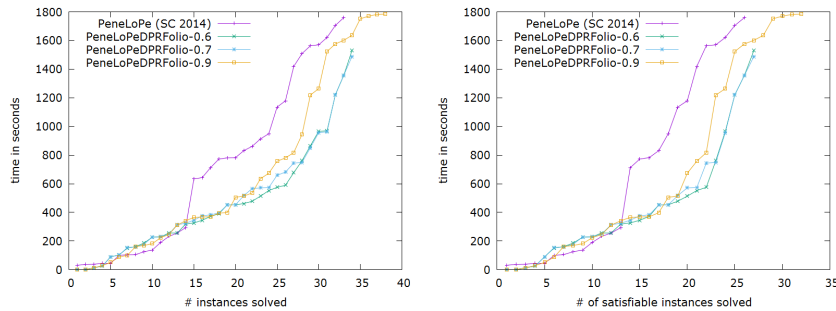 1800
1600
1400
1200
1000
800
600
400
200
0
time in seconds
PeneLoPe (SC 2014)
PeneLoPeDPRFolio-0.6
PeneLoPeDPRFolio-0.7
PeneLoPeDPRFolio-0.9
0 5 10 15 20 25 30 35 40
# instances solved
1800
1600
1400
1200
1000
800
600
400
200
0
time in seconds
PeneLoPe (SC 2014)
PeneLoPeDPRFolio-0.6
PeneLoPeDPRFolio-0.7
PeneLoPeDPRFolio-0.9
0 5 10 15 20 25 30 35
# of satisfiable instances solved